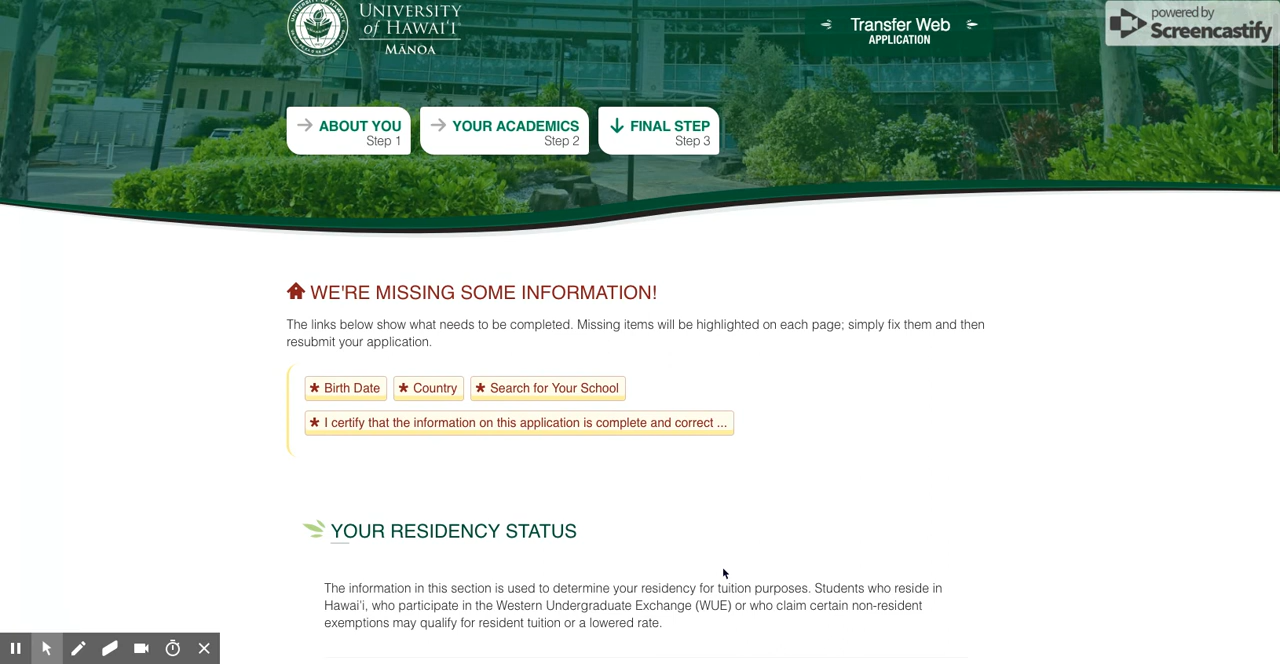 UNIVERSITY
of HAWAIʻI
MĀNOA
Transfer Web
APPLICATION
powered by
Screencastify
ABOUT YOU
Step 1
YOUR ACADEMICS
Step 2
FINAL STEP
Step 3
WE'RE MISSING SOME INFORMATION!
The links below show what needs to be completed. Missing items will be highlighted on each page; simply fix them and then
resubmit your application.
* Birth Date * Country * Search for Your School
* I certify that the information on this application is complete and correct ...
YOUR RESIDENCY STATUS
The information in this section is used to determine your residency for tuition purposes. Students who reside in
Hawaiʻi, who participate in the Western Undergraduate Exchange (WUE) or who claim certain non-resident
exemptions may qualify for resident tuition or a lowered rate.